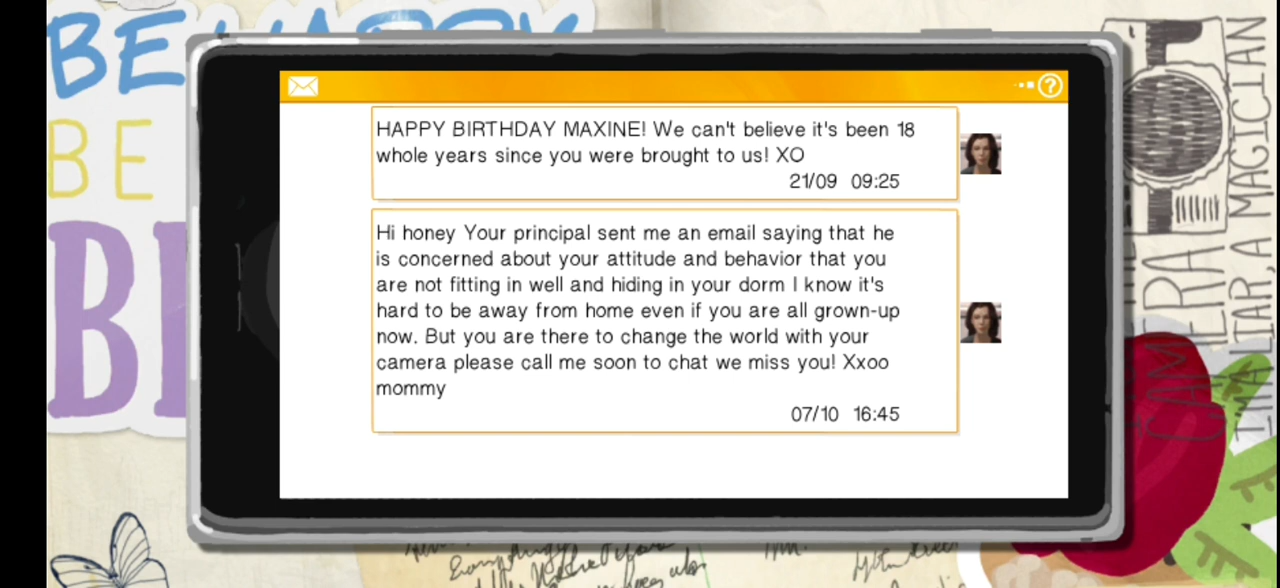 BE HAPPY
BE
HAPPY BIRTHDAY MAXINE! We can't believe it's been 18
whole years since you were brought to us! XO
21/09 09:25
Hi honey Your principal sent me an email saying that he
is concerned about your attitude and behavior that you
are not fitting in well and hiding in your dorm I know it's
hard to be away from home even if you are all grown-up
now. But you are there to change the world with your
camera please call me soon to chat we miss you! Xxoo
mommy
07/10 16:45
?